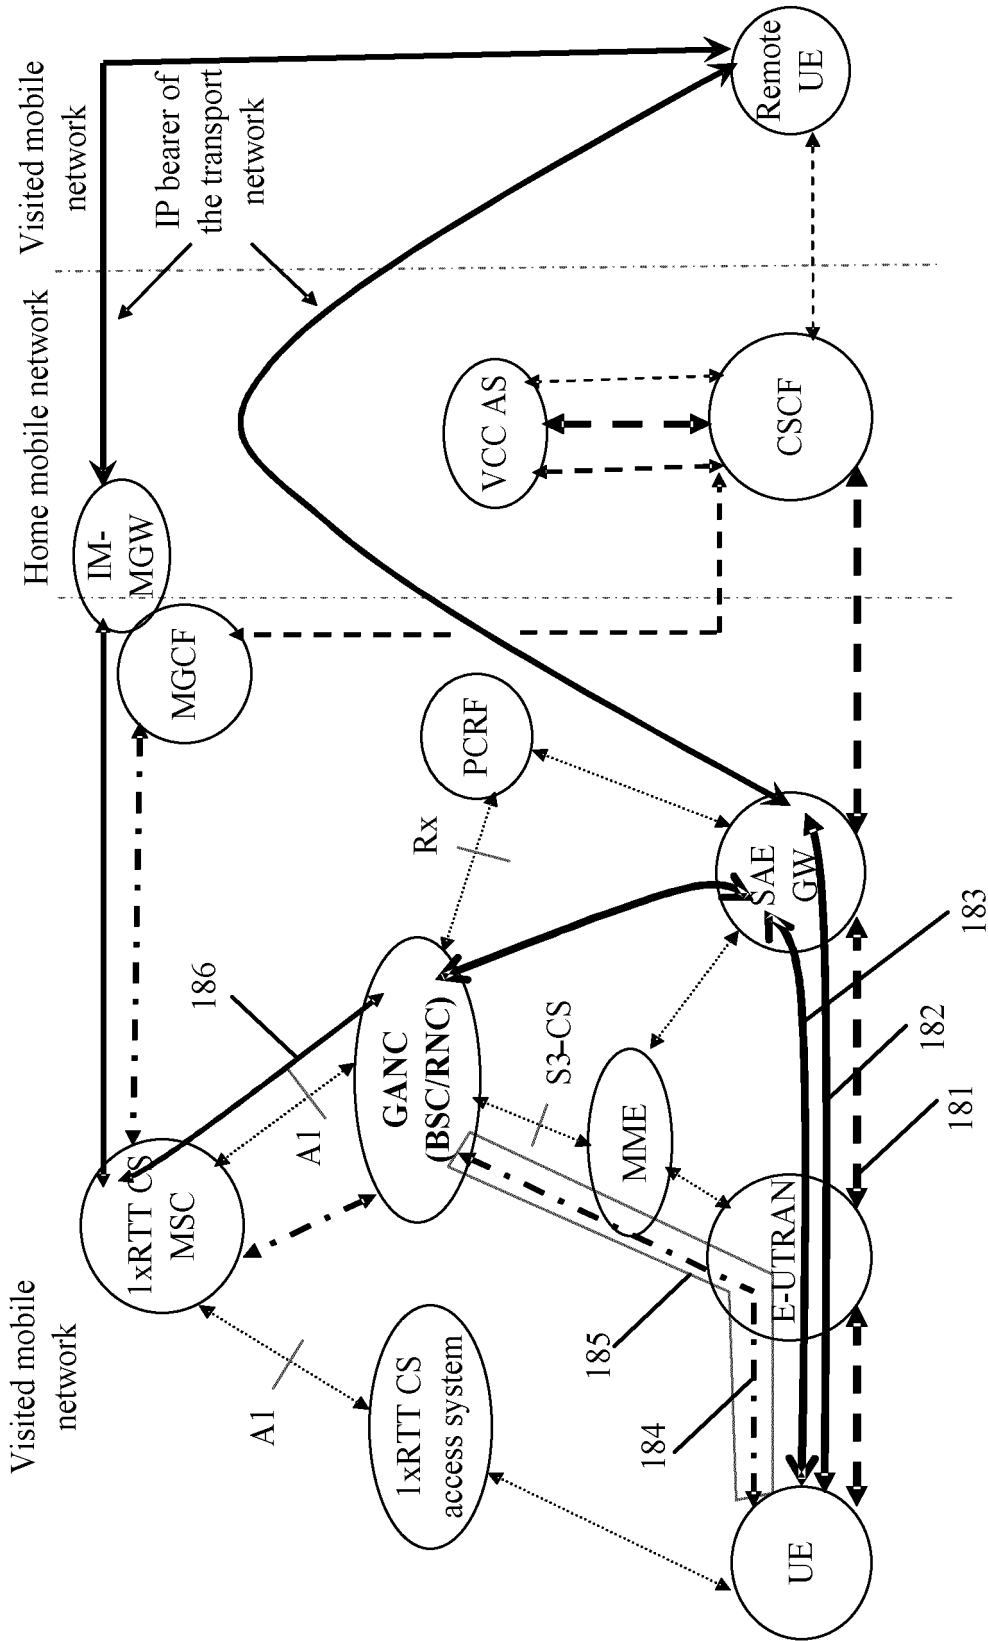 Visited mobile
network
Home mobile network
Visited mobile
network
1xRTT CS
MSC
IM-
MGW
MGCF
IP bearer of
the transport
network
186
A1
A1
Rx
GANC
(BSC/RNC)
PCRF
VCC AS
1xRTT CS
access system
S3-CS
MME
185
184
UE
E-UTRAN
SAE
GW
CSCF
Remote
UE
181
182
183